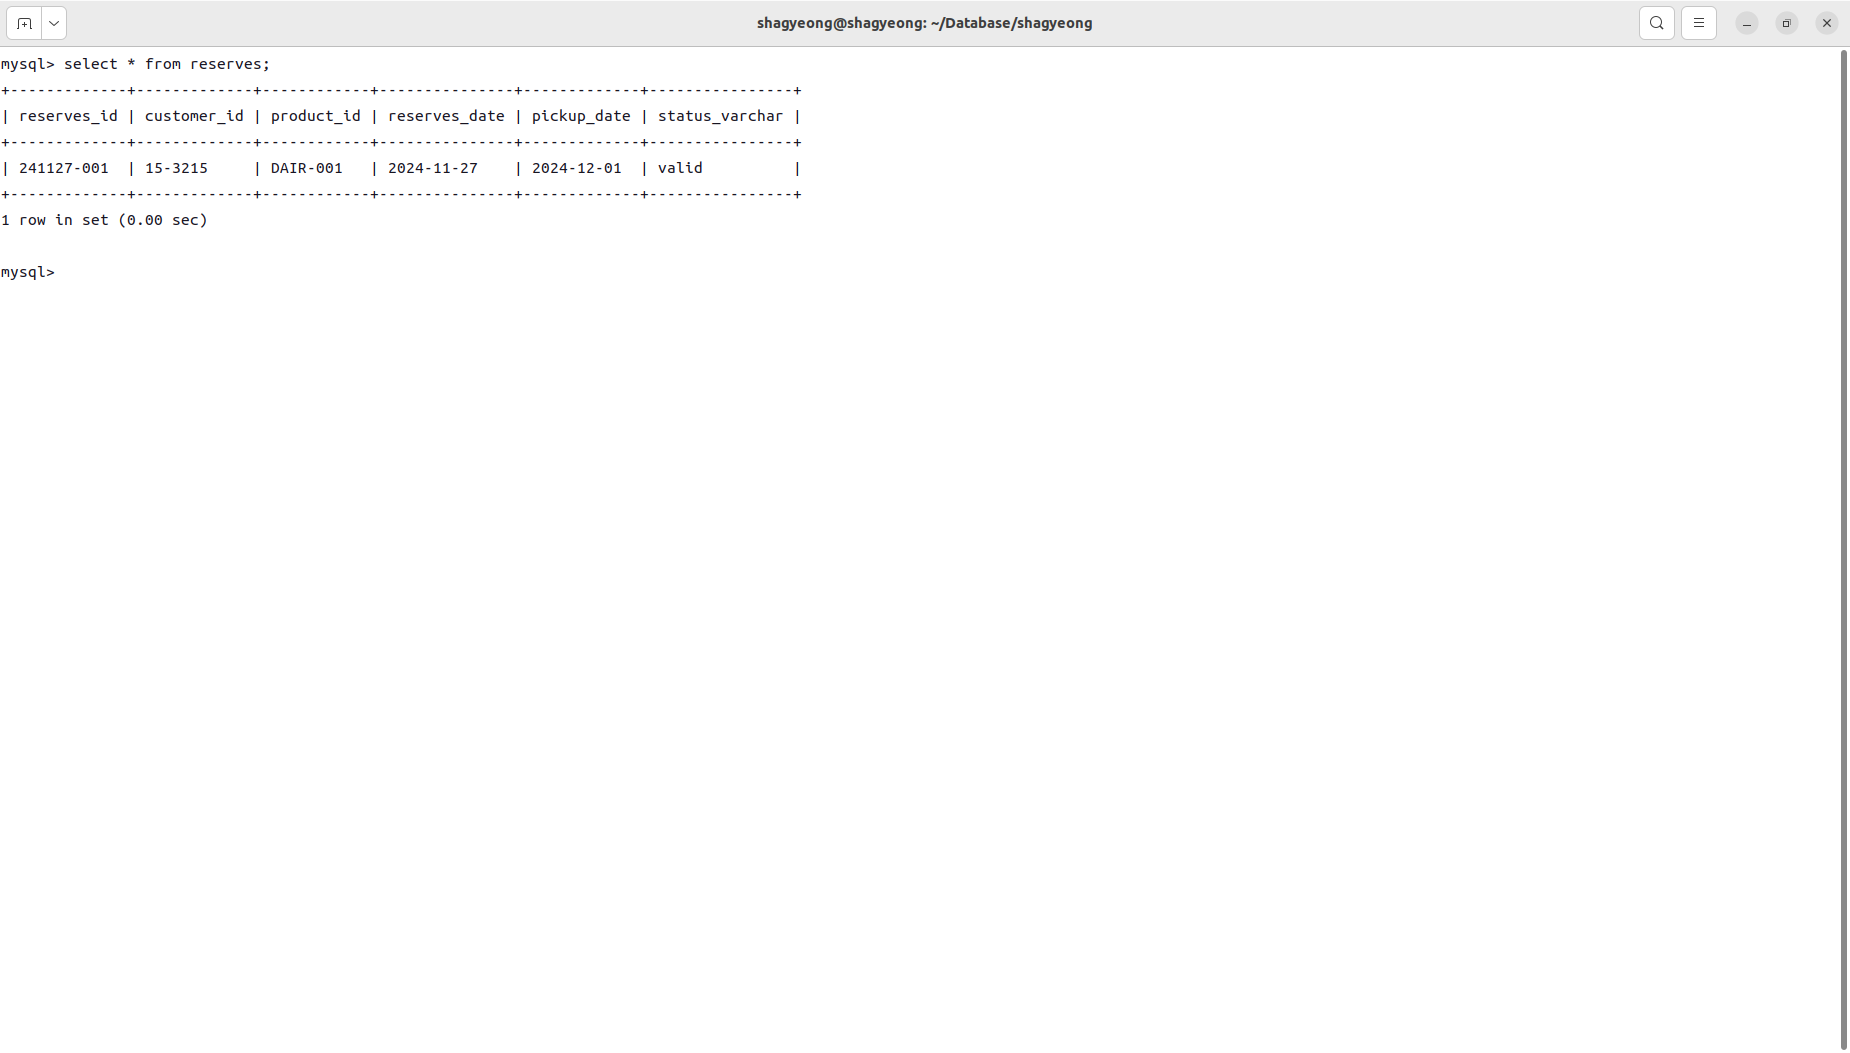 shagyeong@shagyeong: ~/Database/shagyeong
mysql> select * from reserves;
+-------------+-------------+------------+---------------+-------------+----------------+
| reserves_id | customer_id | product_id | reserves_date | pickup_date | status_varchar |
+-------------+-------------+------------+---------------+-------------+----------------+
| 241127-001  | 15-3215     | DAIR-001   | 2024-11-27    | 2024-12-01  | valid          |
+-------------+-------------+------------+---------------+-------------+----------------+
1 row in set (0.00 sec)
mysql>